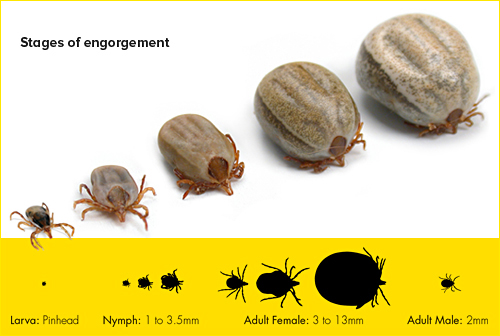 Stages of engorgement
Larva: Pinhead Nymph: 1 to 3.5mm Adult Female: 3 to 13mm Adult Male: 2mm